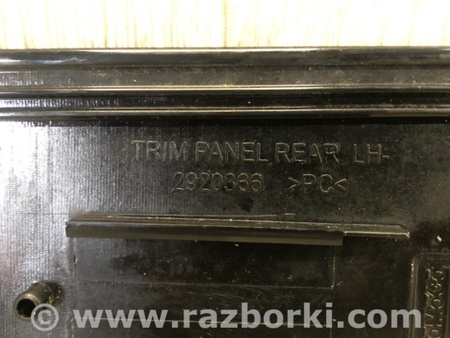 TRIM PANEL REAR LH-
2920366 >PC<
www.razborki.com